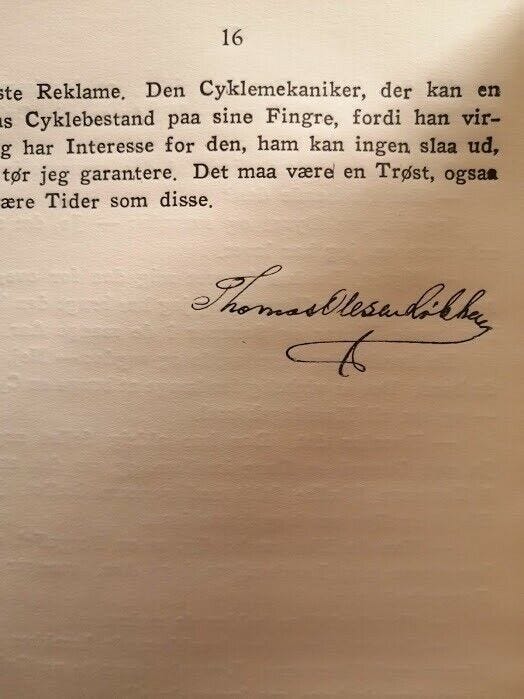 16
ste Reklame. Den Cyklemekaniker, der kan en
ns Cyklebestand paa sine Fingre, fordi han vir-
g har Interesse for den, ham kan ingen slaa ud,
tør jeg garantere. Det maa være en Trøst, ogsaa
ære Tider som disse.
Thomas Olesen Løkken